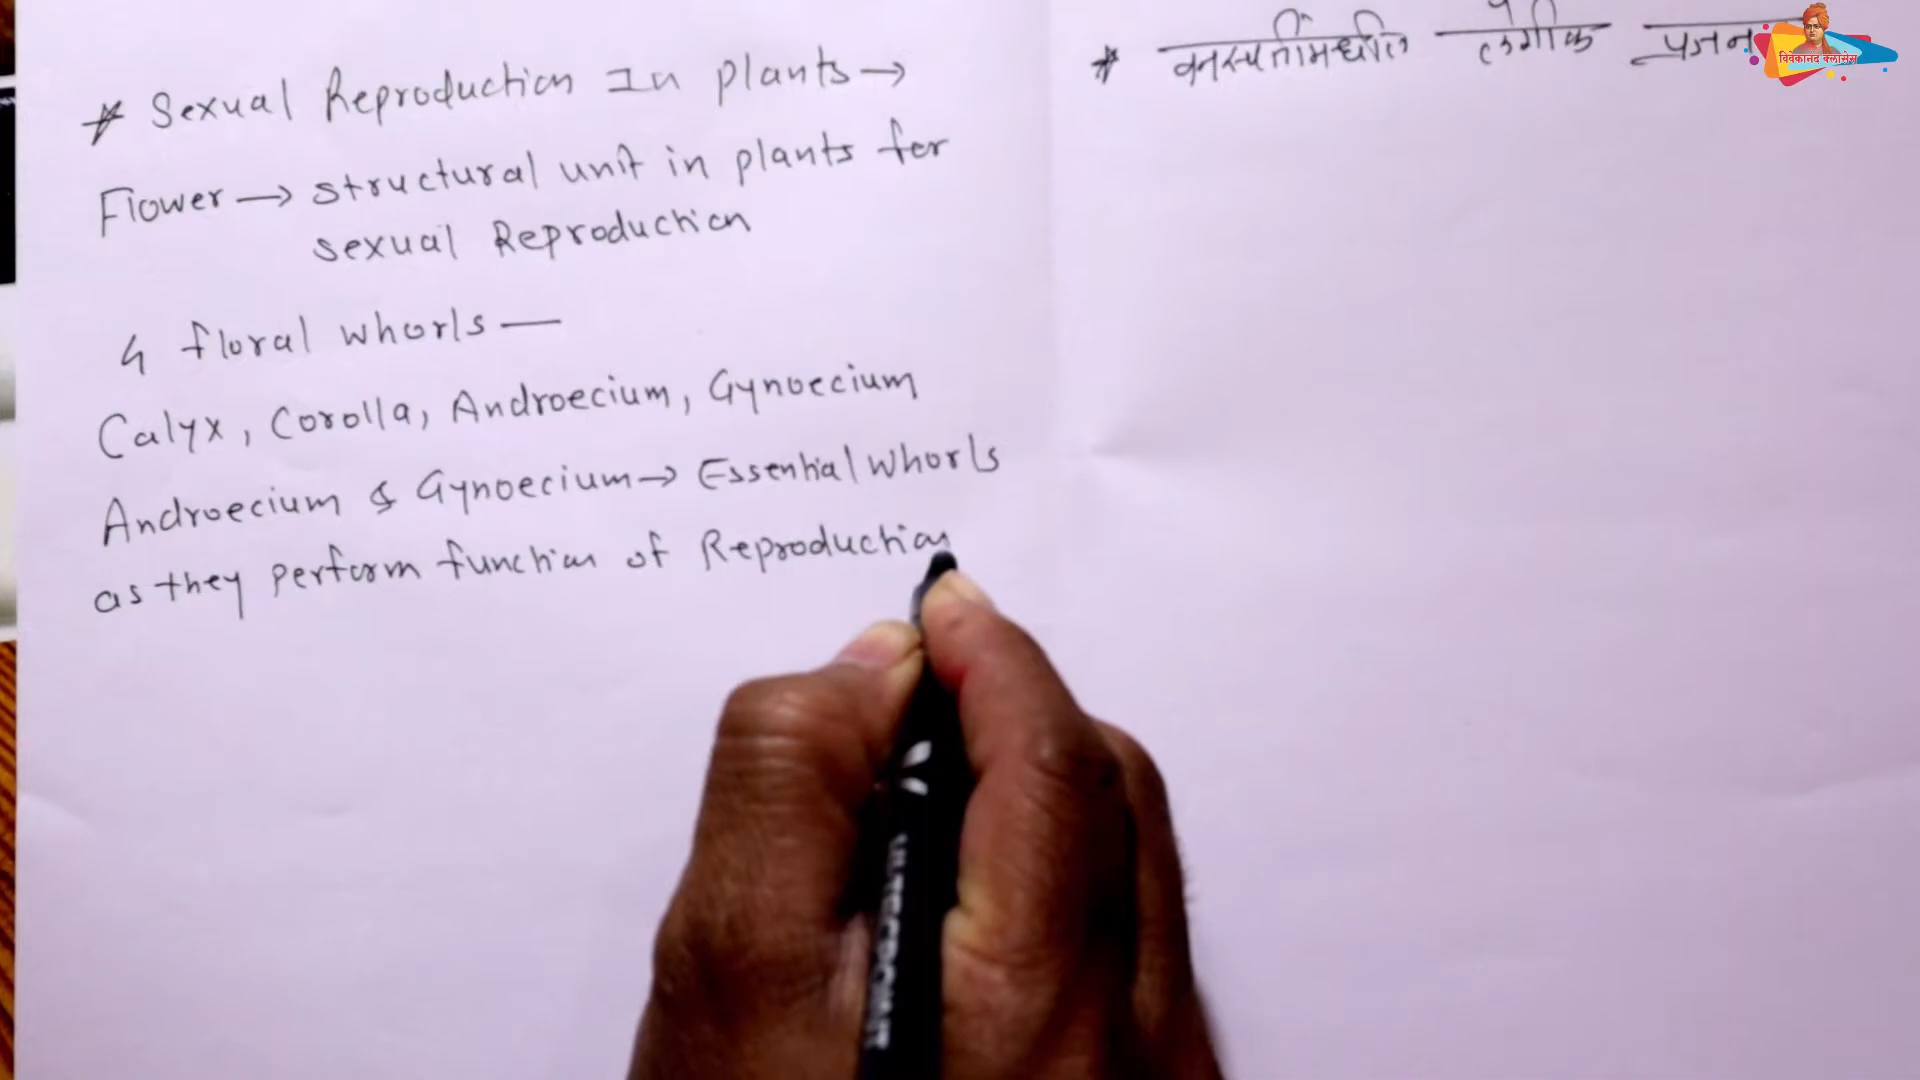 * Sexual Reproduction In plants →
Flower → structural unit in plants for
sexual Reproduction
4 floral whorls —
Calyx, Corolla, Androecium, Gynoecium
Androecium & Gynoecium → Essential Whorls
as they perform function of Reproduction
* वनस्पतींमधील लैंगीक प्रजनन
विवेकानंद क्लासेस